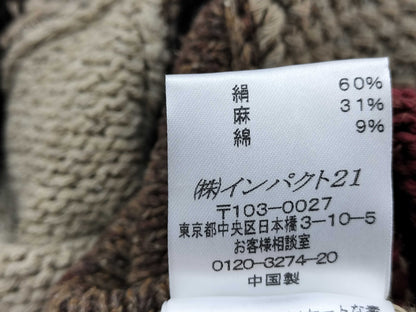 絹 60%
麻 31%
綿 9%
㈱インパクト21
〒103-0027
東京都中央区日本橋3-10-5
お客様相談室
0120-3274-20
中国製